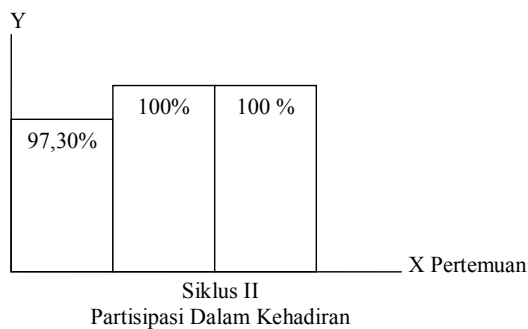 Y
100%
100 %
97,30%
X Pertemuan
Siklus II
Partisipasi Dalam Kehadiran